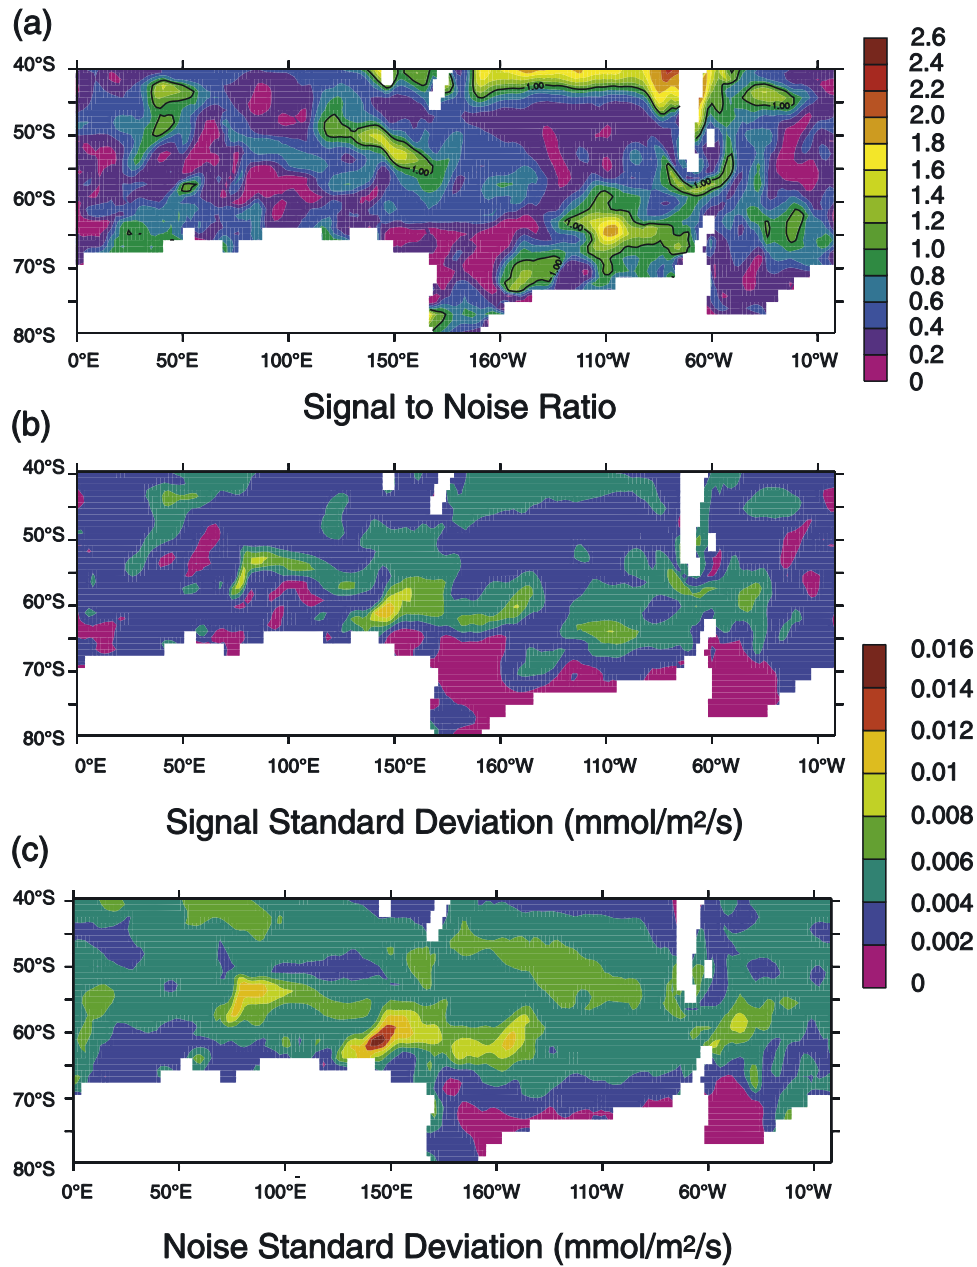 (a)
40°S
50°S
60°S
70°S
80°S
1.00
1.00
1.00
1.00
1.00
1.00
0°E 50°E 100°E 150°E 160°W 110°W 60°W 10°W
2.6
2.4
2.2
2.0
1.8
1.6
1.4
1.2
1.0
0.8
0.6
0.4
0.2
0
Signal to Noise Ratio
(b)
40°S
50°S
60°S
70°S
80°S
0°E 50°E 100°E 150°E 160°W 110°W 60°W 10°W
Signal Standard Deviation (mmol/m2/s)
0.016
0.014
0.012
0.01
0.008
0.006
0.004
0.002
0
(c)
40°S
50°S
60°S
70°S
80°S
0°E 50°E 100°E 150°E 160°W 110°W 60°W 10°W
Noise Standard Deviation (mmol/m2/s)